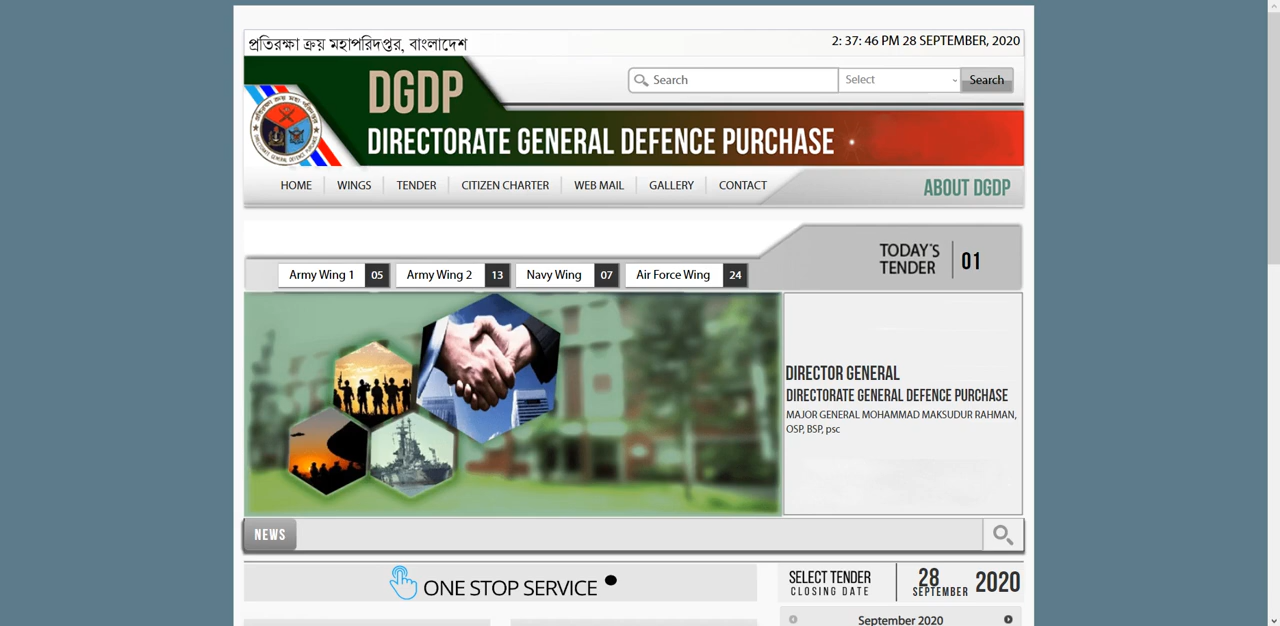 প্রতিরক্ষা ক্রয় মহাপরিদপ্তর, বাংলাদেশ
2: 37: 46 PM 28 SEPTEMBER, 2020
DGDP
Search
Select
Search
DIRECTORATE GENERAL DEFENCE PURCHASE
HOME
WINGS
TENDER
CITIZEN CHARTER
WEB MAIL
GALLERY
CONTACT
ABOUT DGDP
TODAY'S
TENDER
01
Army Wing 1 05
Army Wing 2 13
Navy Wing 07
Air Force Wing 24
DIRECTOR GENERAL
DIRECTORATE GENERAL DEFENCE PURCHASE
MAJOR GENERAL MOHAMMAD MAKSUDUR RAHMAN,
OSP, BSP, psc
NEWS
ONE STOP SERVICE
SELECT TENDER
CLOSING DATE
28
SEPTEMBER
2020
September 2020